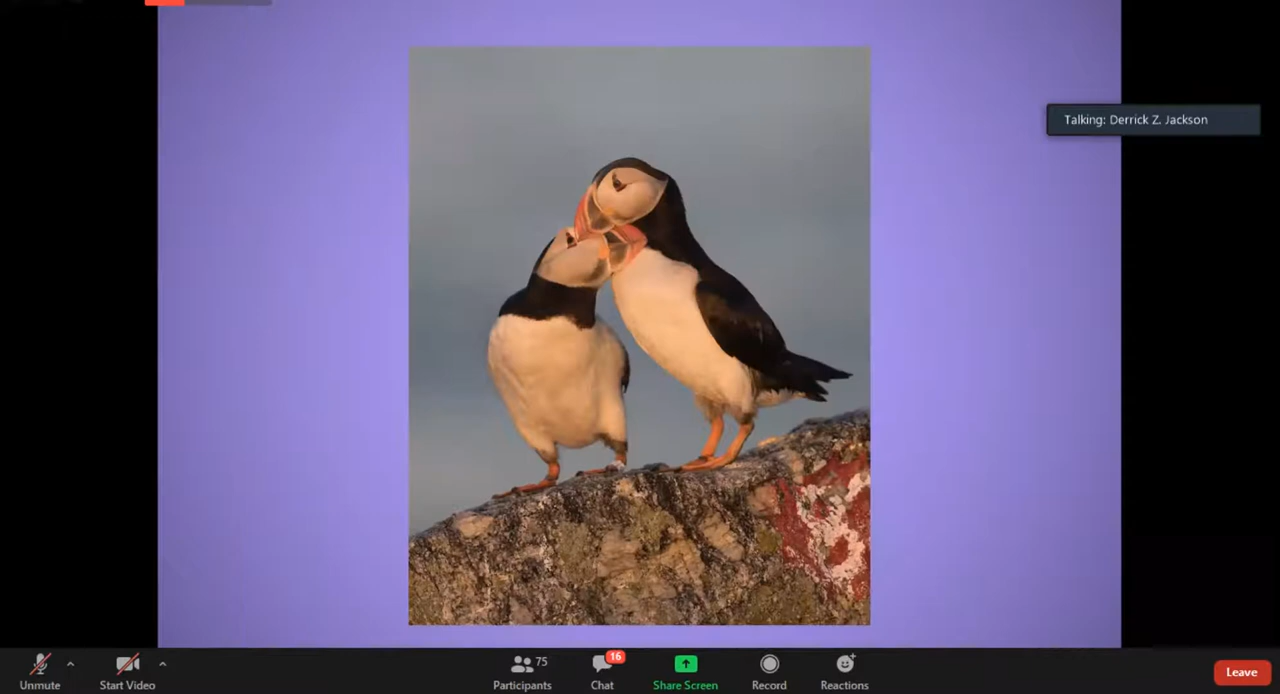 Talking: Derrick Z. Jackson
75
16
Unmute
Start Video
Participants
Chat
Share Screen
Record
Reactions
Leave